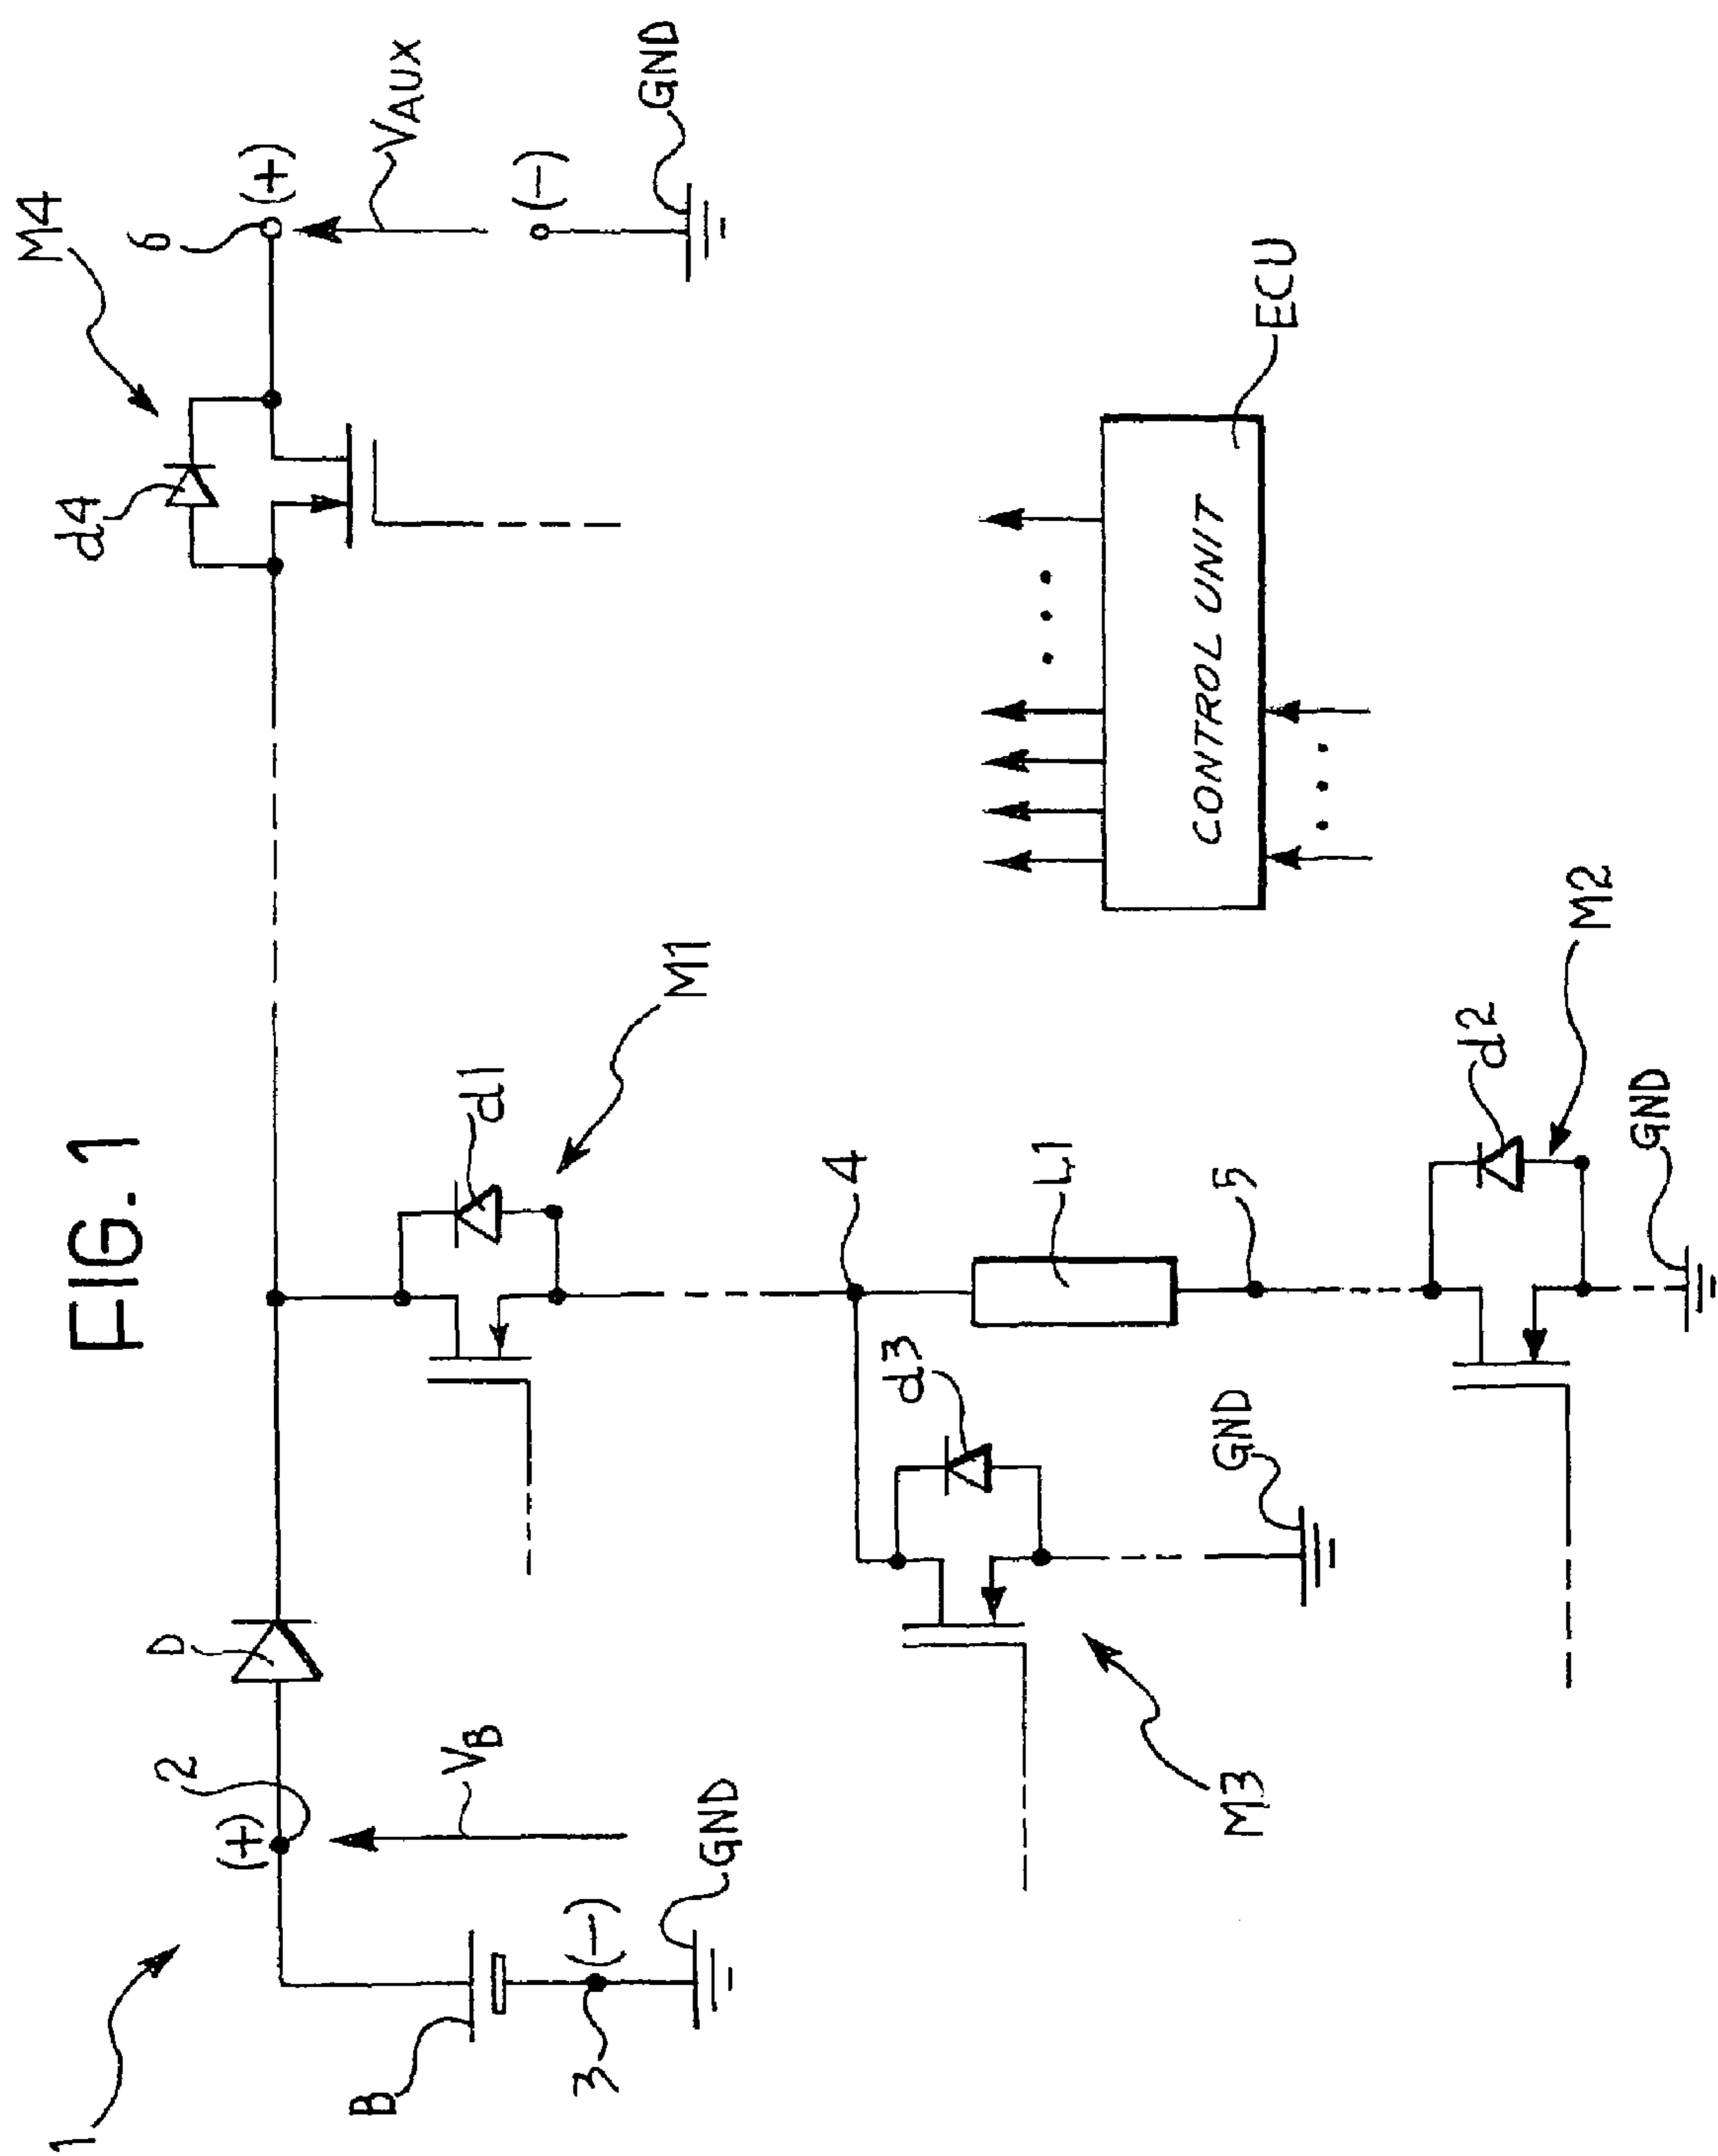 FIG. 1
1
2
(+)
D
B
3
(-)
GND
VB
M1
d1
M4
d4
6
(+)
VAUX
(-)
GND
4
L1
5
M3
d3
GND
M2
d2
GND
CONTROL UNIT
ECU